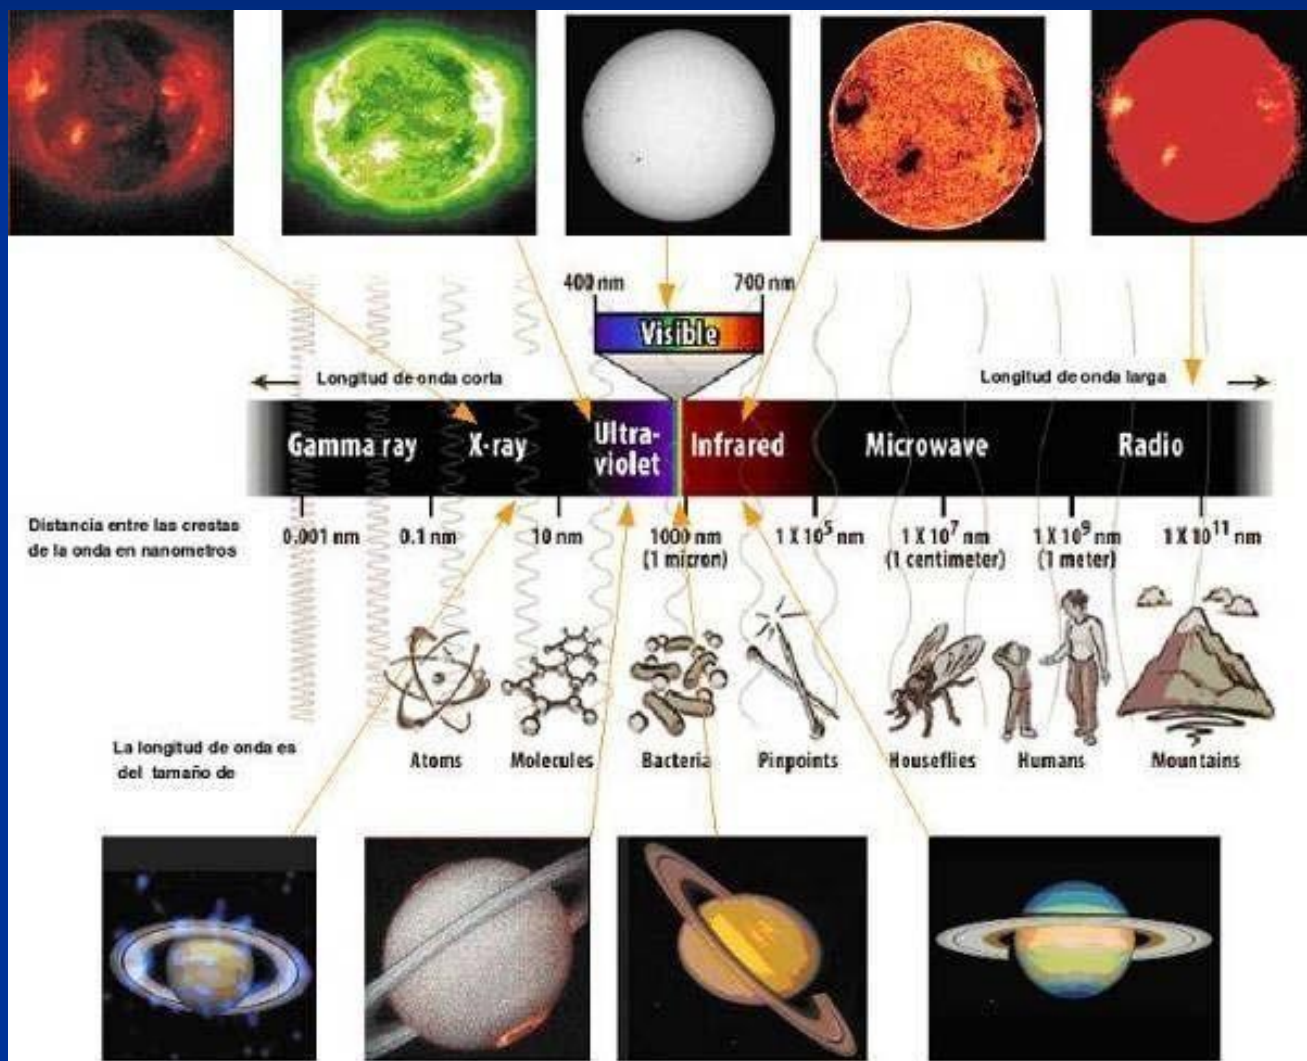 400 nm
700 nm
Visible
Longitud de onda corta
Longitud de onda larga
Gamma ray
X-ray
Ultra-
violet
Infrared
Microwave
Radio
Distancia entre las crestas
de la onda en nanometros
0.001 nm
0.1 nm
10 nm
1000 nm
(1 micron)
1 X 10⁵ nm
1 X 10⁷ nm
(1 centimeter)
1 X 10⁹ nm
(1 meter)
1 X 10¹¹ nm
La longitud de onda es
del tamaño de
Atoms
Molecules
Bacteria
Pinpoints
Houseflies
Humans
Mountains